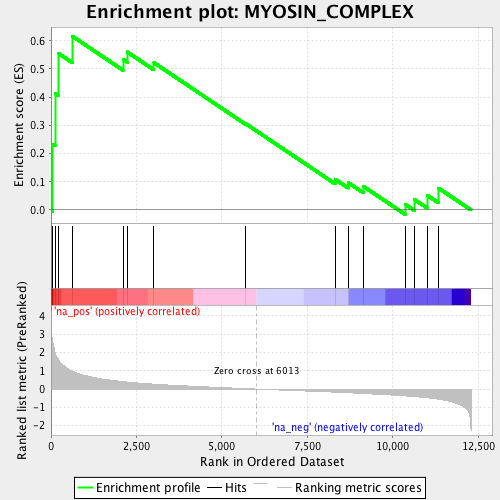 Enrichment plot: MYOSIN_COMPLEX
Enrichment score (ES)
0.6
0.5
0.4
0.3
0.2
0.1
0.0
'na_pos' (positively correlated)
Ranked list metric (PreRanked)
4
3
2
1
0
-1
-2
Zero cross at 6013
'na_neg' (negatively correlated)
0 2,500 5,000 7,500 10,000 12,500
Rank in Ordered Dataset
Enrichment profile Hits Ranking metric scores